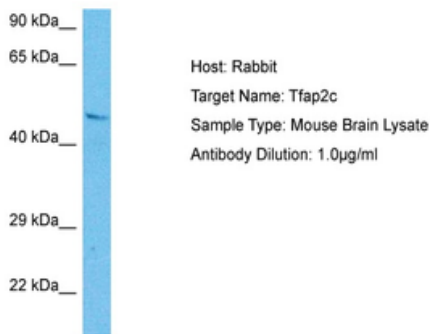 90 kDa__
65 kDa__
Host: Rabbit
Target Name: Tfap2c
Sample Type: Mouse Brain Lysate
40 kDa__
Antibody Dilution: 1.0µg/ml
29 kDa__
22 kDa__